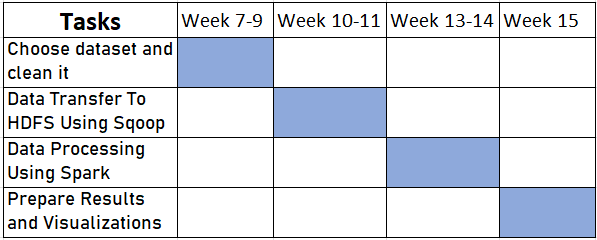 Tasks Week 7-9 Week 10-11 Week 13-14 Week 15
Choose dataset and
clean it
Data Transfer To
HDFS Using Sqoop
Data Processing
Using Spark
Prepare Results
and Visualizations